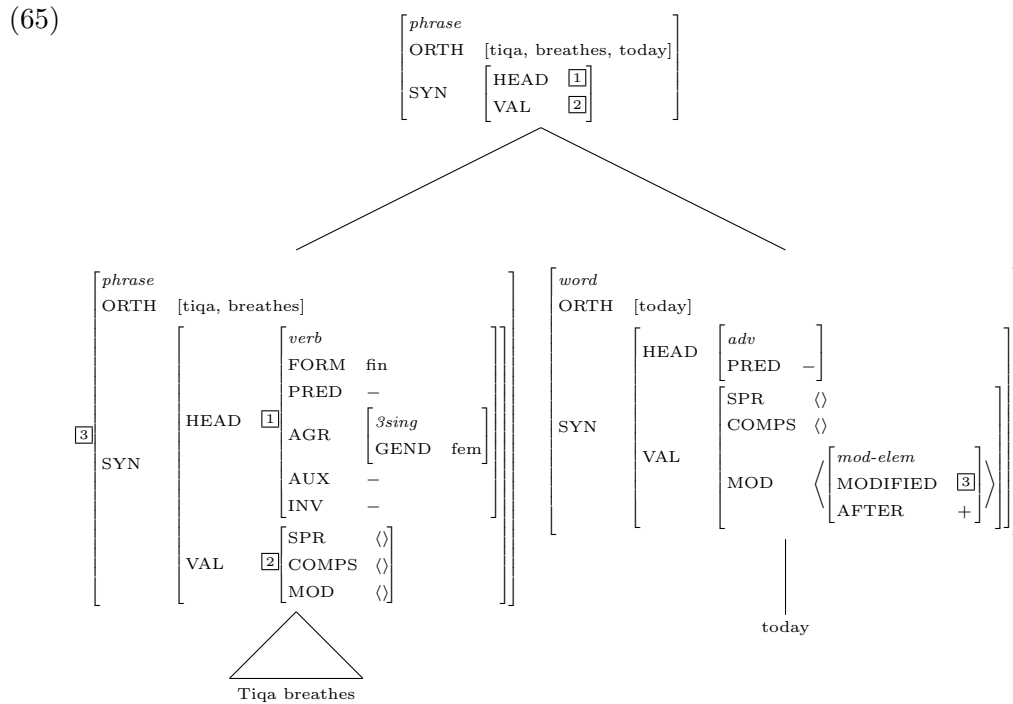 (65)
phrase
ORTH [tiqa, breathes, today]
HEAD 1
SYN
VAL 2
phrase
ORTH [tiqa, breathes]
verb
FORM fin
PRED −
HEAD 1
3sing
AGR
GEND fem
3
SYN
AUX −
INV −
SPR ⟨⟩
VAL 2 COMPS ⟨⟩
MOD ⟨⟩
Tiqa breathes
word
ORTH [today]
adv
HEAD
PRED −
SPR ⟨⟩
COMPS ⟨⟩
SYN
VAL
mod-elem
MOD ⟨ MODIFIED 3 ⟩
AFTER +
today